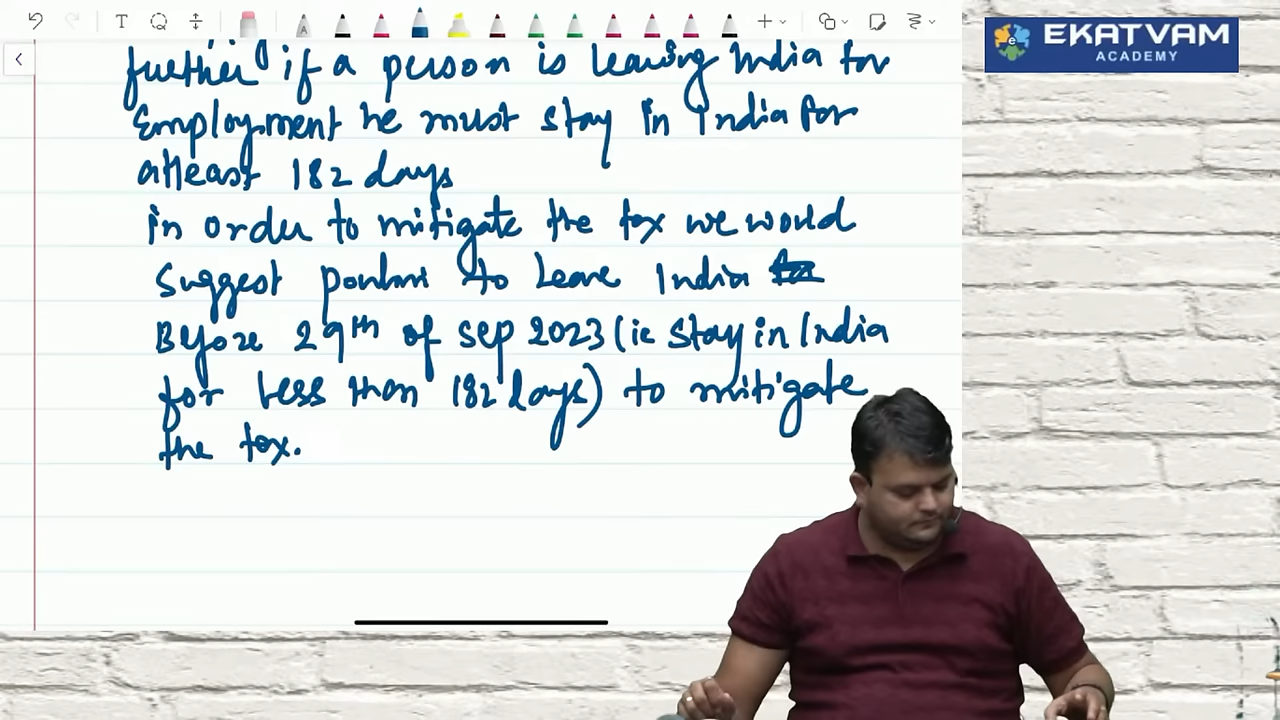 EKATVAM
ACADEMY
further if a person is leaving India for
Employment he must stay in India for
atleast 182 days
in order to mitigate the tax we would
suggest to Leave India
Before 29th of sep 2023 (ie stay in India
for Less than 182 days) to mitigate
the tax.